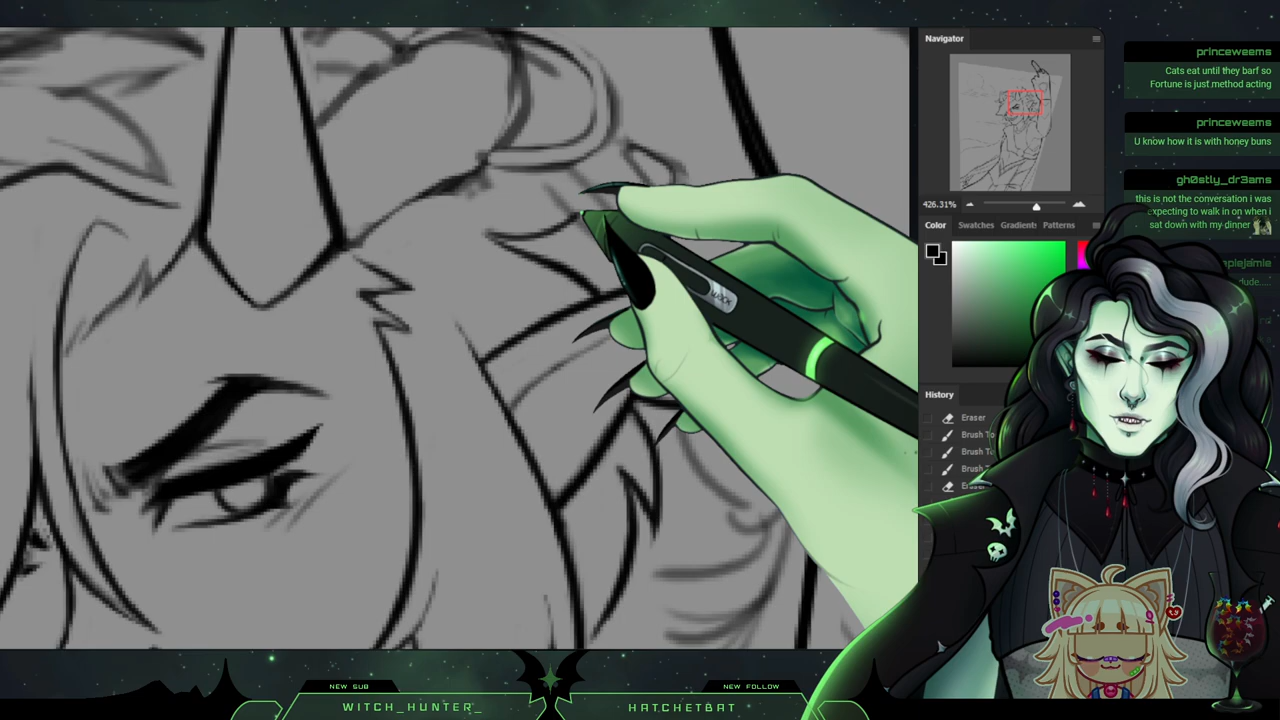 Navigator
426.31%
Color
Swatches
Gradients
Patterns
History
Eraser
princeweems
Cats eat until they barf so
Fortune is just method acting
princeweems
U know how it is with honey buns
gh0stly_dr3ams
this is not the conversation i was
expecting to walk in on when i
sat down with my dinner
dude....
NEW SUB
WITCH_HUNTER_
NEW FOLLOW
HATCHETBAT